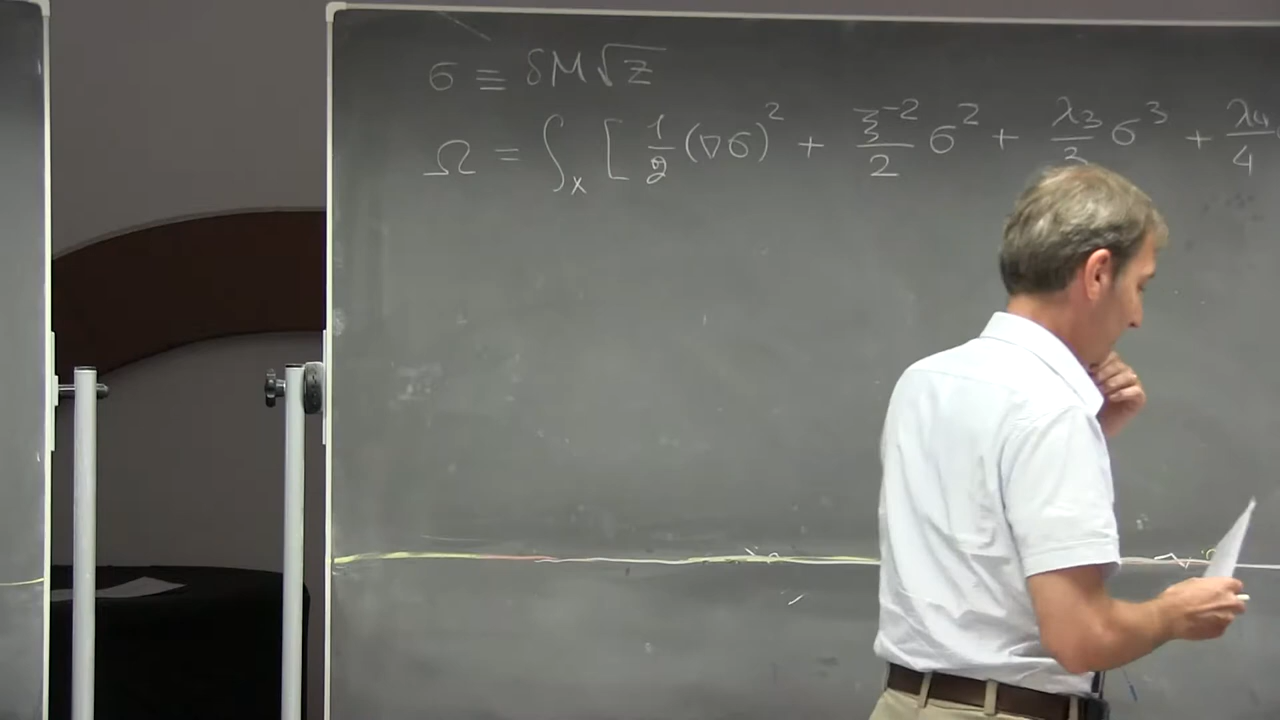 σ ≡ δM√Z
Ω = ∫ₓ [ 1/2 (∇σ)² + ξ⁻²/2 σ² + λ₃/3 σ³ + λ₄/4